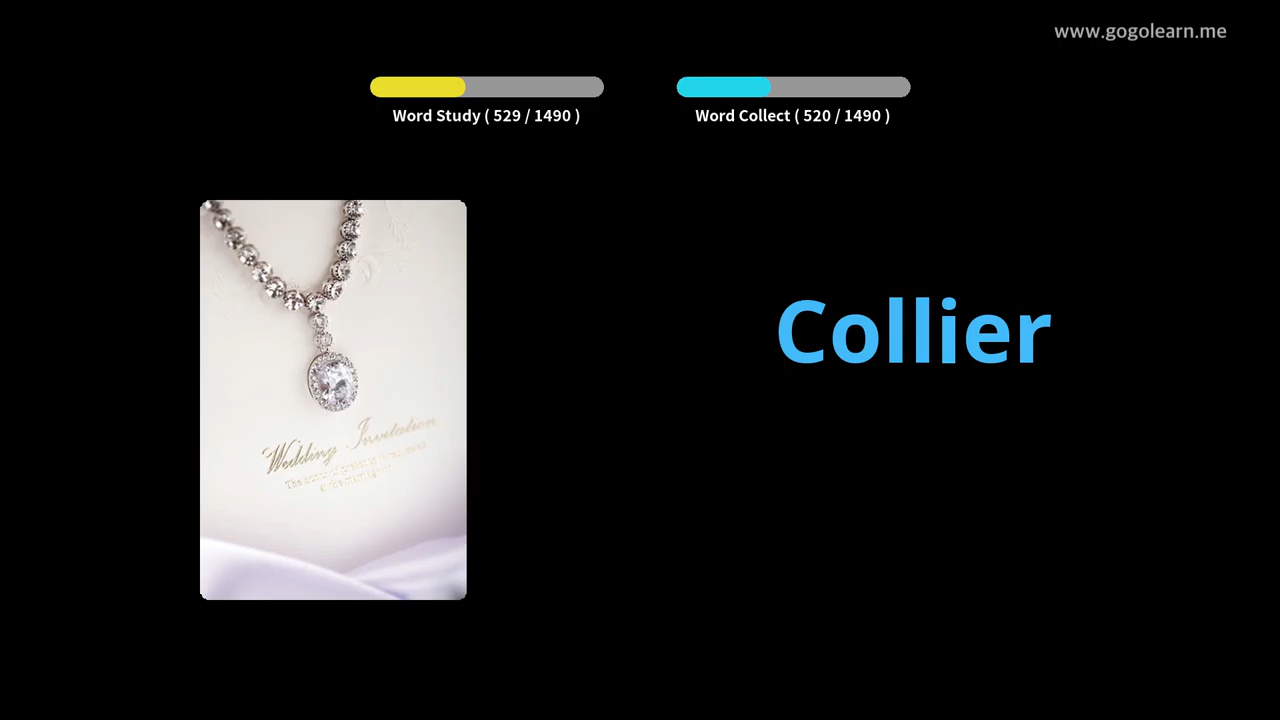 www.gogolearn.me
Word Study ( 529 / 1490 )
Word Collect ( 520 / 1490 )
Collier
Wedding Invitation